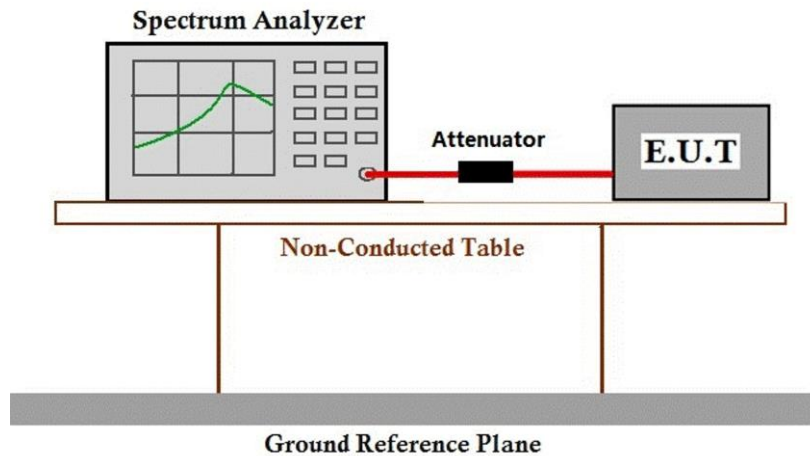 Spectrum Analyzer
Attenuator
E.U.T
Non-Conducted Table
Ground Reference Plane